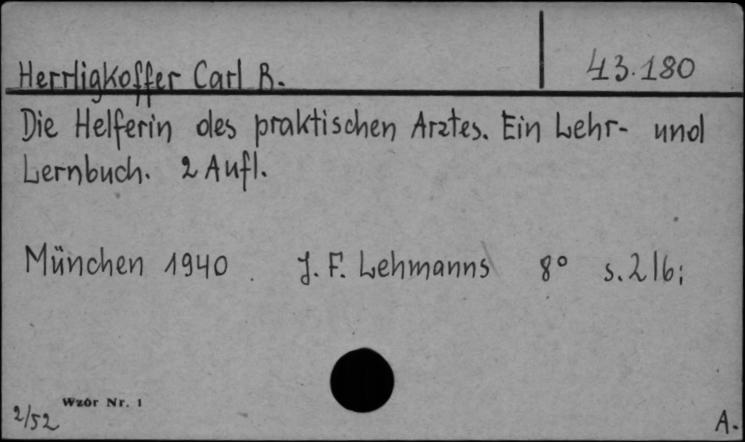 Herrligkoffer Carl R.
43.180
Die Helferin des praktischen Arztes. Ein Lehr- und
Lernbuch. 2 Aufl.
München 1940. J. F. Lehmanns 8° s. 216;
Wzór Nr. 1
2/52
A.